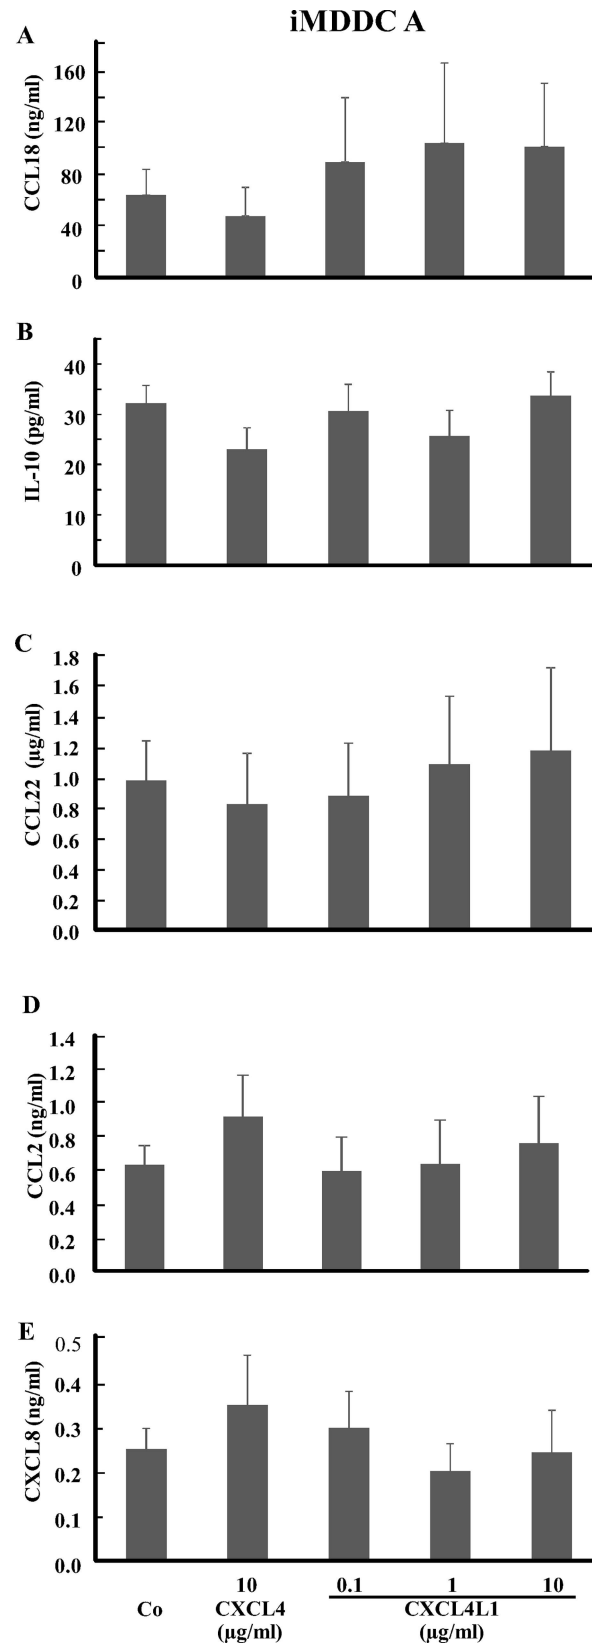 iMDDC A
A
CCL18 (ng/ml)
160
120
80
40
0
B
IL-10 (pg/ml)
40
30
20
10
0
C
CCL22 (µg/ml)
1.8
1.6
1.4
1.2
1.0
0.8
0.6
0.4
0.2
0.0
D
CCL2 (ng/ml)
1.4
1.2
1.0
0.8
0.6
0.4
0.2
0.0
E
CXCL8 (ng/ml)
0.5
0.4
0.3
0.2
0.1
0.0
10 0.1 1 10
Co CXCL4 CXCL4L1
(µg/ml) (µg/ml)